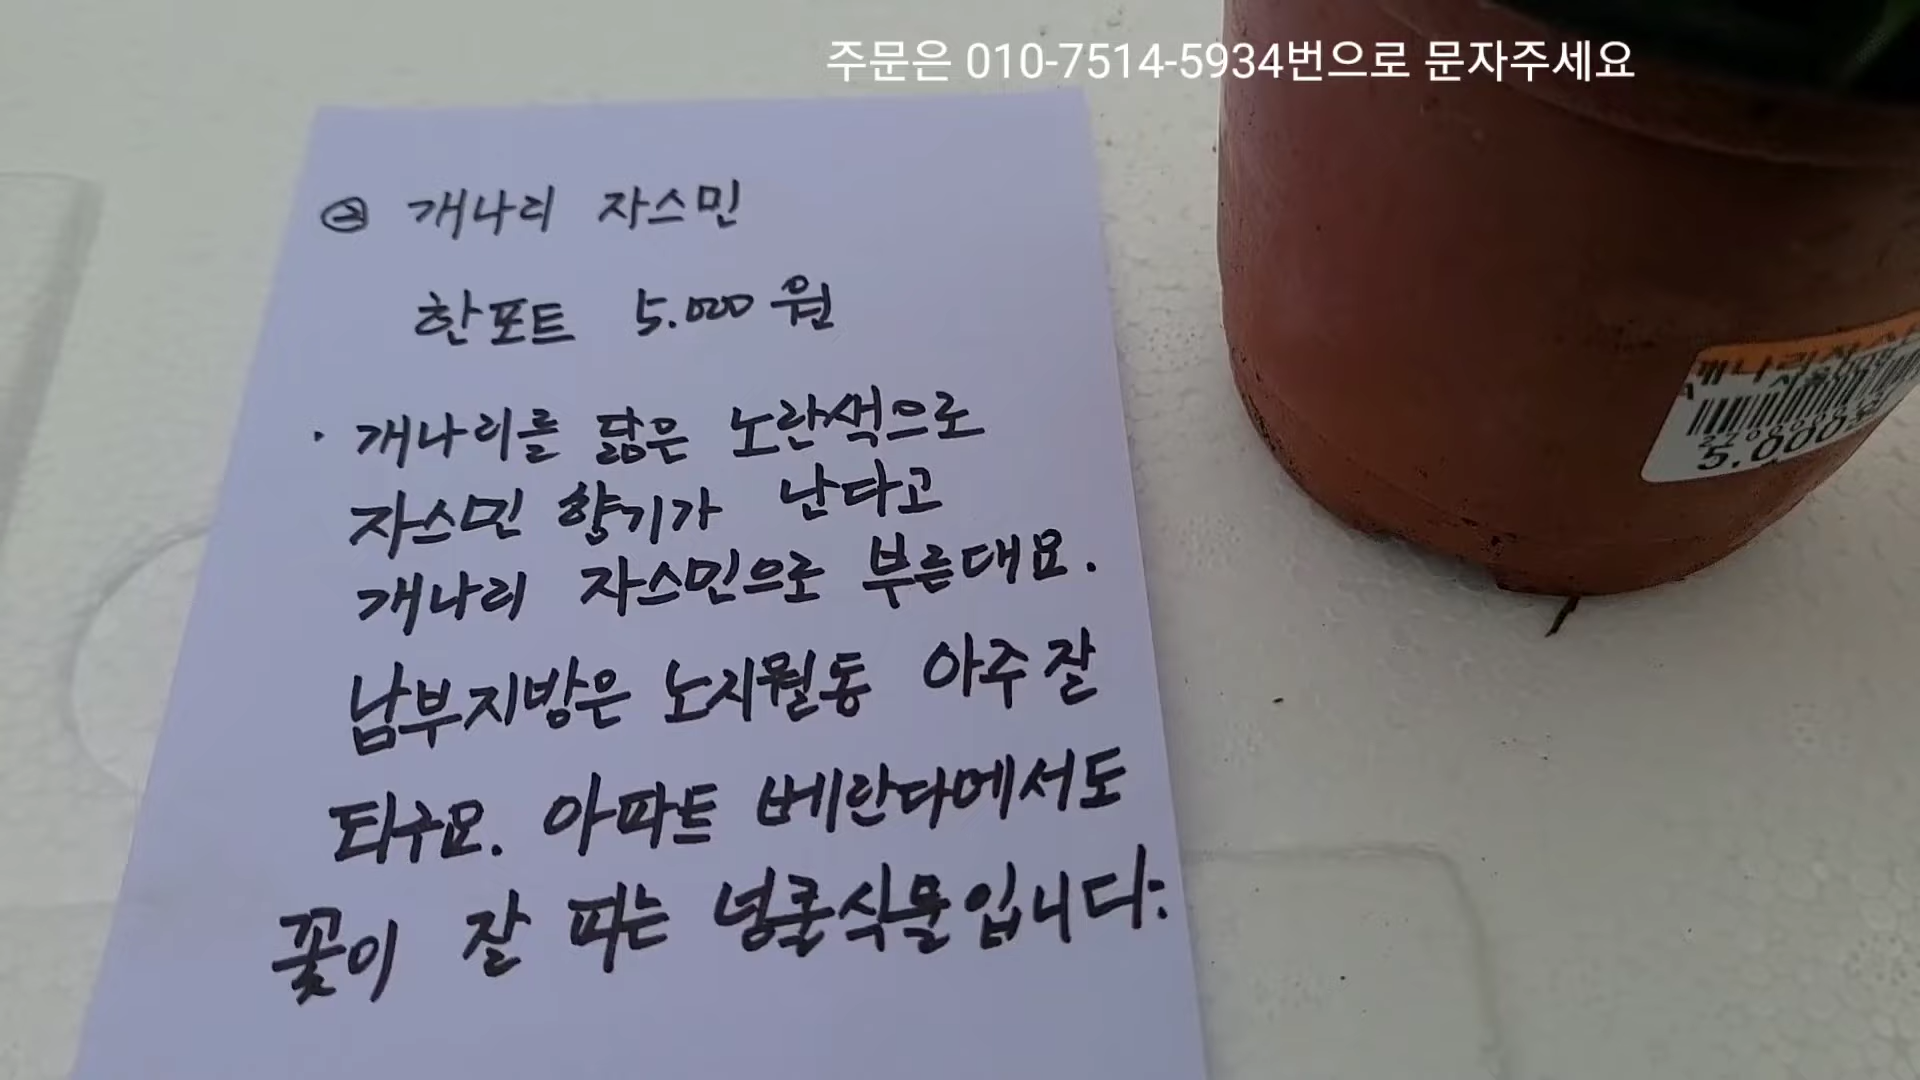 주문은 010-7514-5934번으로 문자주세요
개나리 자스민
한포트 5.000원
· 개나리를 닮은 노란색으로
자스민 향기가 난다고
개나리 자스민으로 부른대요.
남부지방은 노지월동 아주 잘
되구요. 아파트 베란다에서도
꽃이 잘 피는 넝쿨식물입니다.
개나리자스
5.000